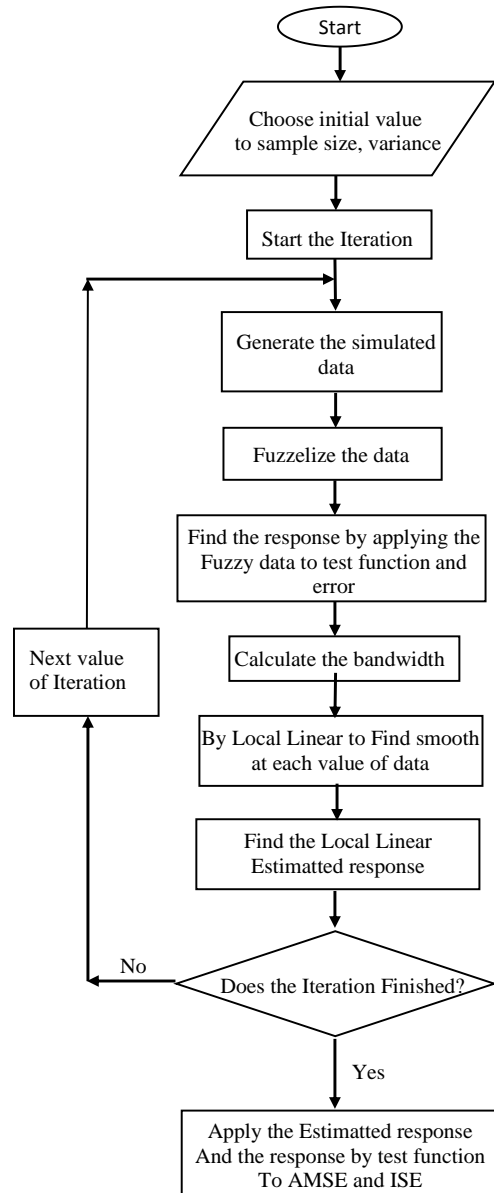 Start
Choose initial value
to sample size, variance
Start the Iteration
Generate the simulated
data
Fuzzelize the data
Find the response by applying the
Fuzzy data to test function and
error
Next value
of Iteration
Calculate the bandwidth
By Local Linear to Find smooth
at each value of data
Find the Local Linear
Estimatted response
No
Does the Iteration Finished?
Yes
Apply the Estimatted response
And the response by test function
To AMSE and ISE